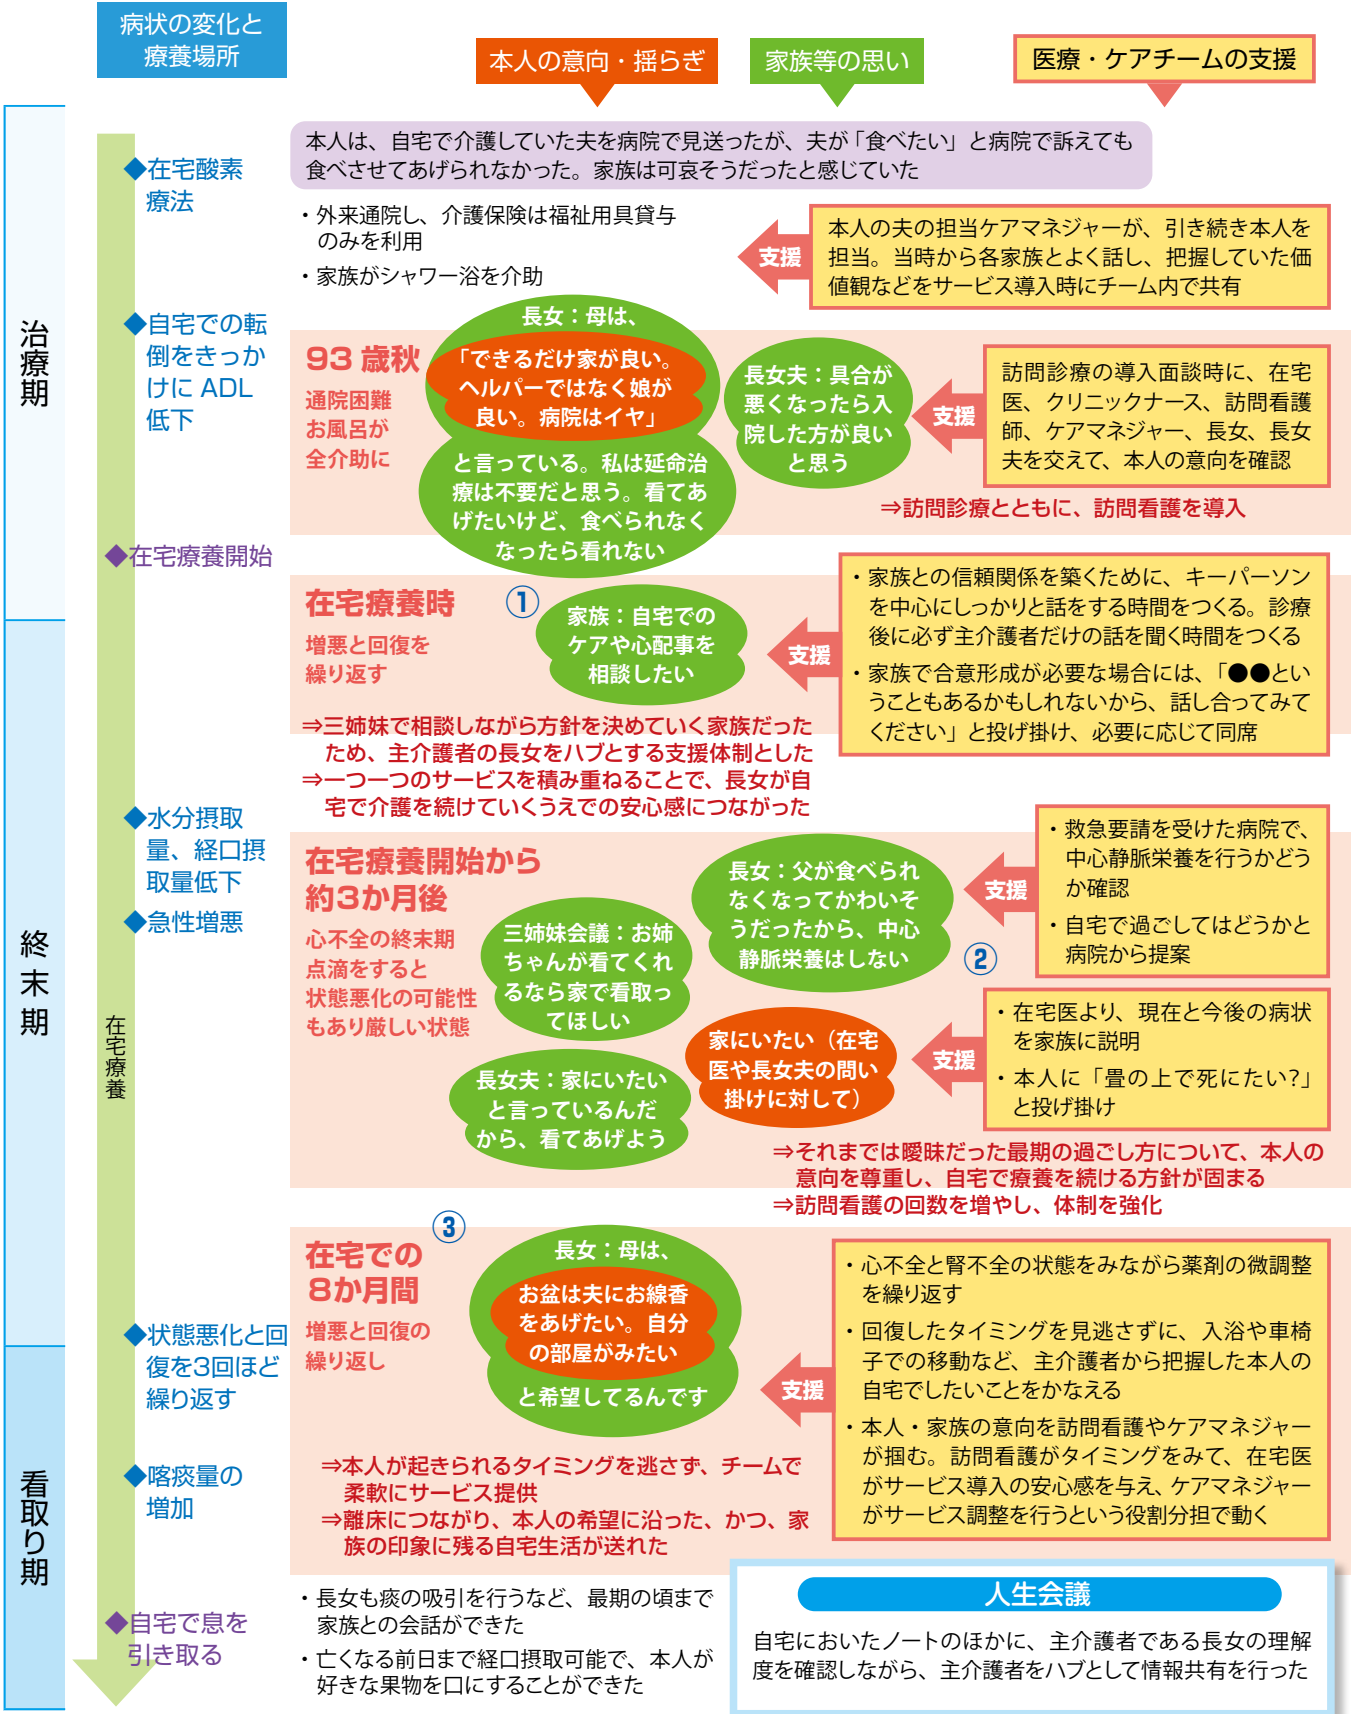 病状の変化と
療養場所
本人の意向・揺らぎ
家族等の思い
医療・ケアチームの支援
治療期
終末期
看取り期
在宅療養
本人は、自宅で介護していた夫を病院で見送ったが、夫が「食べたい」と病院で訴えても
食べさせてあげられなかった。家族は可哀そうだったと感じていた
◆在宅酸素
療法
・外来通院し、介護保険は福祉用具貸与
のみを利用
・家族がシャワー浴を介助
支援
本人の夫の担当ケアマネジャーが、引き続き本人を
担当。当時から各家族とよく話し、把握していた価
値観などをサービス導入時にチーム内で共有
◆自宅での転
倒をきっか
けに ADL
低下
93 歳秋
通院困難
お風呂が
全介助に
長女：母は、
「できるだけ家が良い。
ヘルパーではなく娘が
良い。病院はイヤ」
と言っている。私は延命治
療は不要だと思う。看てあ
げたいけど、食べられなく
なったら看れない
長女夫：具合が
悪くなったら入
院した方が良い
と思う
支援
訪問診療の導入面談時に、在宅
医、クリニックナース、訪問看護
師、ケアマネジャー、長女、長女
夫を交えて、本人の意向を確認
⇒訪問診療とともに、訪問看護を導入
◆在宅療養開始
在宅療養時
増悪と回復を
繰り返す
①
家族：自宅での
ケアや心配事を
相談したい
支援
・家族との信頼関係を築くために、キーパーソン
を中心にしっかりと話をする時間をつくる。診療
後に必ず主介護者だけの話を聞く時間をつくる
・家族で合意形成が必要な場合には、「●●とい
うこともあるかもしれないから、話し合ってみて
ください」と投げ掛け、必要に応じて同席
⇒三姉妹で相談しながら方針を決めていく家族だった
ため、主介護者の長女をハブとする支援体制とした
⇒一つ一つのサービスを積み重ねることで、長女が自
宅で介護を続けていくうえでの安心感につながった
◆水分摂取
量、経口摂
取量低下
◆急性増悪
在宅療養開始から
約3か月後
心不全の終末期
点滴をすると
状態悪化の可能性
もあり厳しい状態
長女：父が食べられ
なくなってかわいそ
うだったから、中心
静脈栄養はしない
三姉妹会議：お姉
ちゃんが看てくれ
るなら家で看取っ
てほしい
②
支援
・救急要請を受けた病院で、
中心静脈栄養を行うかどう
か確認
・自宅で過ごしてはどうかと
病院から提案
長女夫：家にいたい
と言っているんだ
から、看てあげよう
家にいたい（在宅
医や長女夫の問い
掛けに対して）
支援
・在宅医より、現在と今後の病状
を家族に説明
・本人に「畳の上で死にたい?」
と投げ掛け
⇒それまでは曖昧だった最期の過ごし方について、本人の
意向を尊重し、自宅で療養を続ける方針が固まる
⇒訪問看護の回数を増やし、体制を強化
③
在宅での
8か月間
増悪と回復の
繰り返し
◆状態悪化と回
復を3回ほど
繰り返す
長女：母は、
お盆は夫にお線香
をあげたい。自分
の部屋がみたい
と希望してるんです
支援
・心不全と腎不全の状態をみながら薬剤の微調整
を繰り返す
・回復したタイミングを見逃さずに、入浴や車椅
子での移動など、主介護者から把握した本人の
自宅でしたいことをかなえる
・本人・家族の意向を訪問看護やケアマネジャー
が掴む。訪問看護がタイミングをみて、在宅医
がサービス導入の安心感を与え、ケアマネジャー
がサービス調整を行うという役割分担で動く
◆喀痰量の
増加
⇒本人が起きられるタイミングを逃さず、チームで
柔軟にサービス提供
⇒離床につながり、本人の希望に沿った、かつ、家
族の印象に残る自宅生活が送れた
◆自宅で息を
引き取る
・長女も痰の吸引を行うなど、最期の頃まで
家族との会話ができた
・亡くなる前日まで経口摂取可能で、本人が
好きな果物を口にすることができた
人生会議
自宅においたノートのほかに、主介護者である長女の理解
度を確認しながら、主介護者をハブとして情報共有を行った